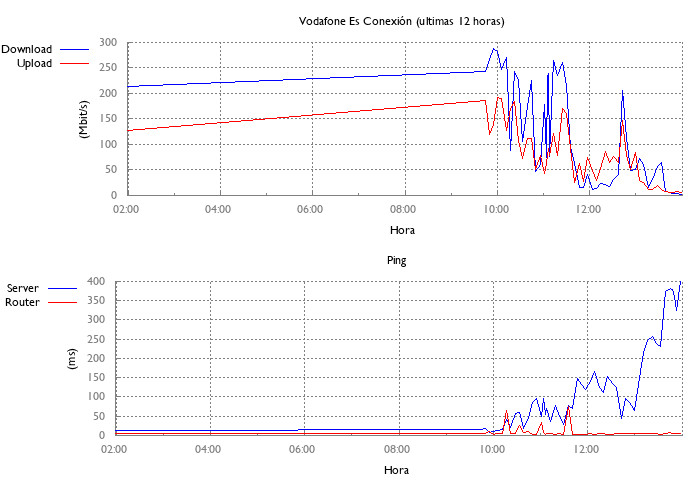 Vodafone Es Conexión (ultimas 12 horas)
Download
Upload
(Mbit/s)
300
250
200
150
100
50
0
02:00 04:00 06:00 08:00 10:00 12:00
Hora
Ping
Server
Router
(ms)
400
350
300
250
200
150
100
50
0
02:00 04:00 06:00 08:00 10:00 12:00
Hora